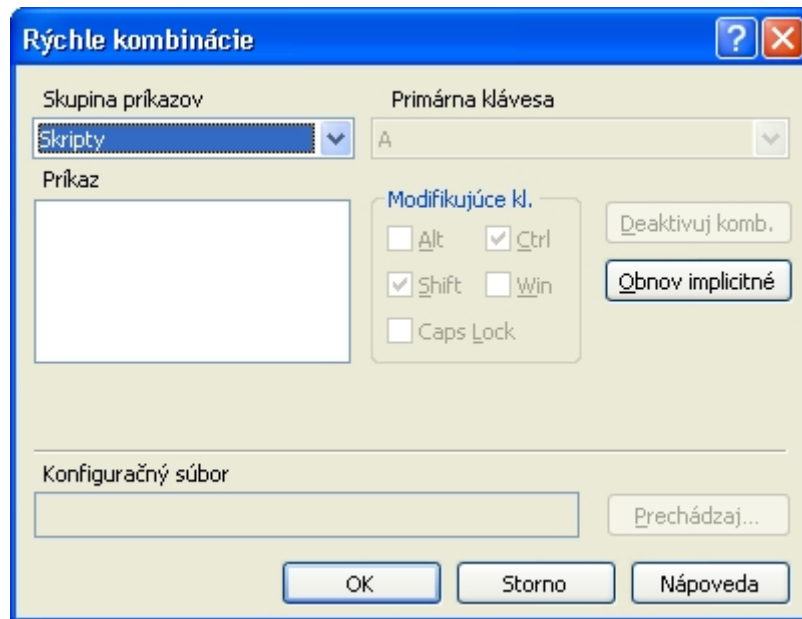 Rýchle kombinácie
Skupina príkazov
Primárna klávesa
Skripty
A
Príkaz
Modifikujúce kl.
Alt
Ctrl
Shift
Win
Caps Lock
Deaktivuj komb.
Obnov implicitné
Konfiguračný súbor
Prechádzaj...
OK
Storno
Nápoveda